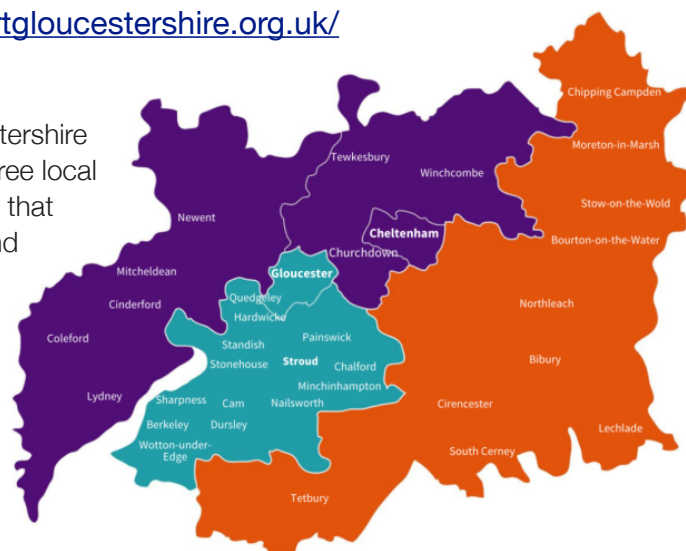 rtgloucestershire.org.uk/
tershire
ree local
that
nd
Chipping Campden
Moreton-in-Marsh
Tewkesbury
Winchcombe
Stow-on-the-Wold
Newent
Cheltenham
Bourton-on-the-Water
Churchdown
Gloucester
Mitcheldean
Quedgeley
Northleach
Cinderford
Hardwicke
Painswick
Coleford
Standish
Stonehouse
Stroud
Chalford
Bibury
Minchinhampton
Lydney
Sharpness
Cam
Nailsworth
Cirencester
Berkeley
Dursley
Lechlade
Wotton-under-
Edge
South Cerney
Tetbury